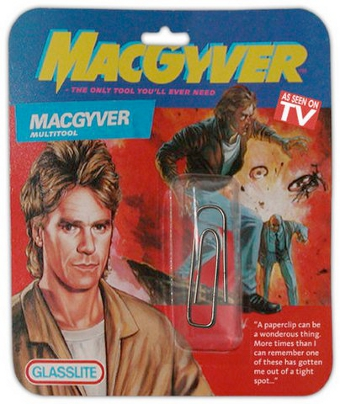 MACGYVER
- THE ONLY TOOL YOU'LL EVER NEED
AS SEEN ON
TV
MACGYVER
MULTITOOL
"A paperclip can be
a wonderous thing.
More times than I
can remember one
of these has gotten
me out of a tight
spot..."
GLASSLITE